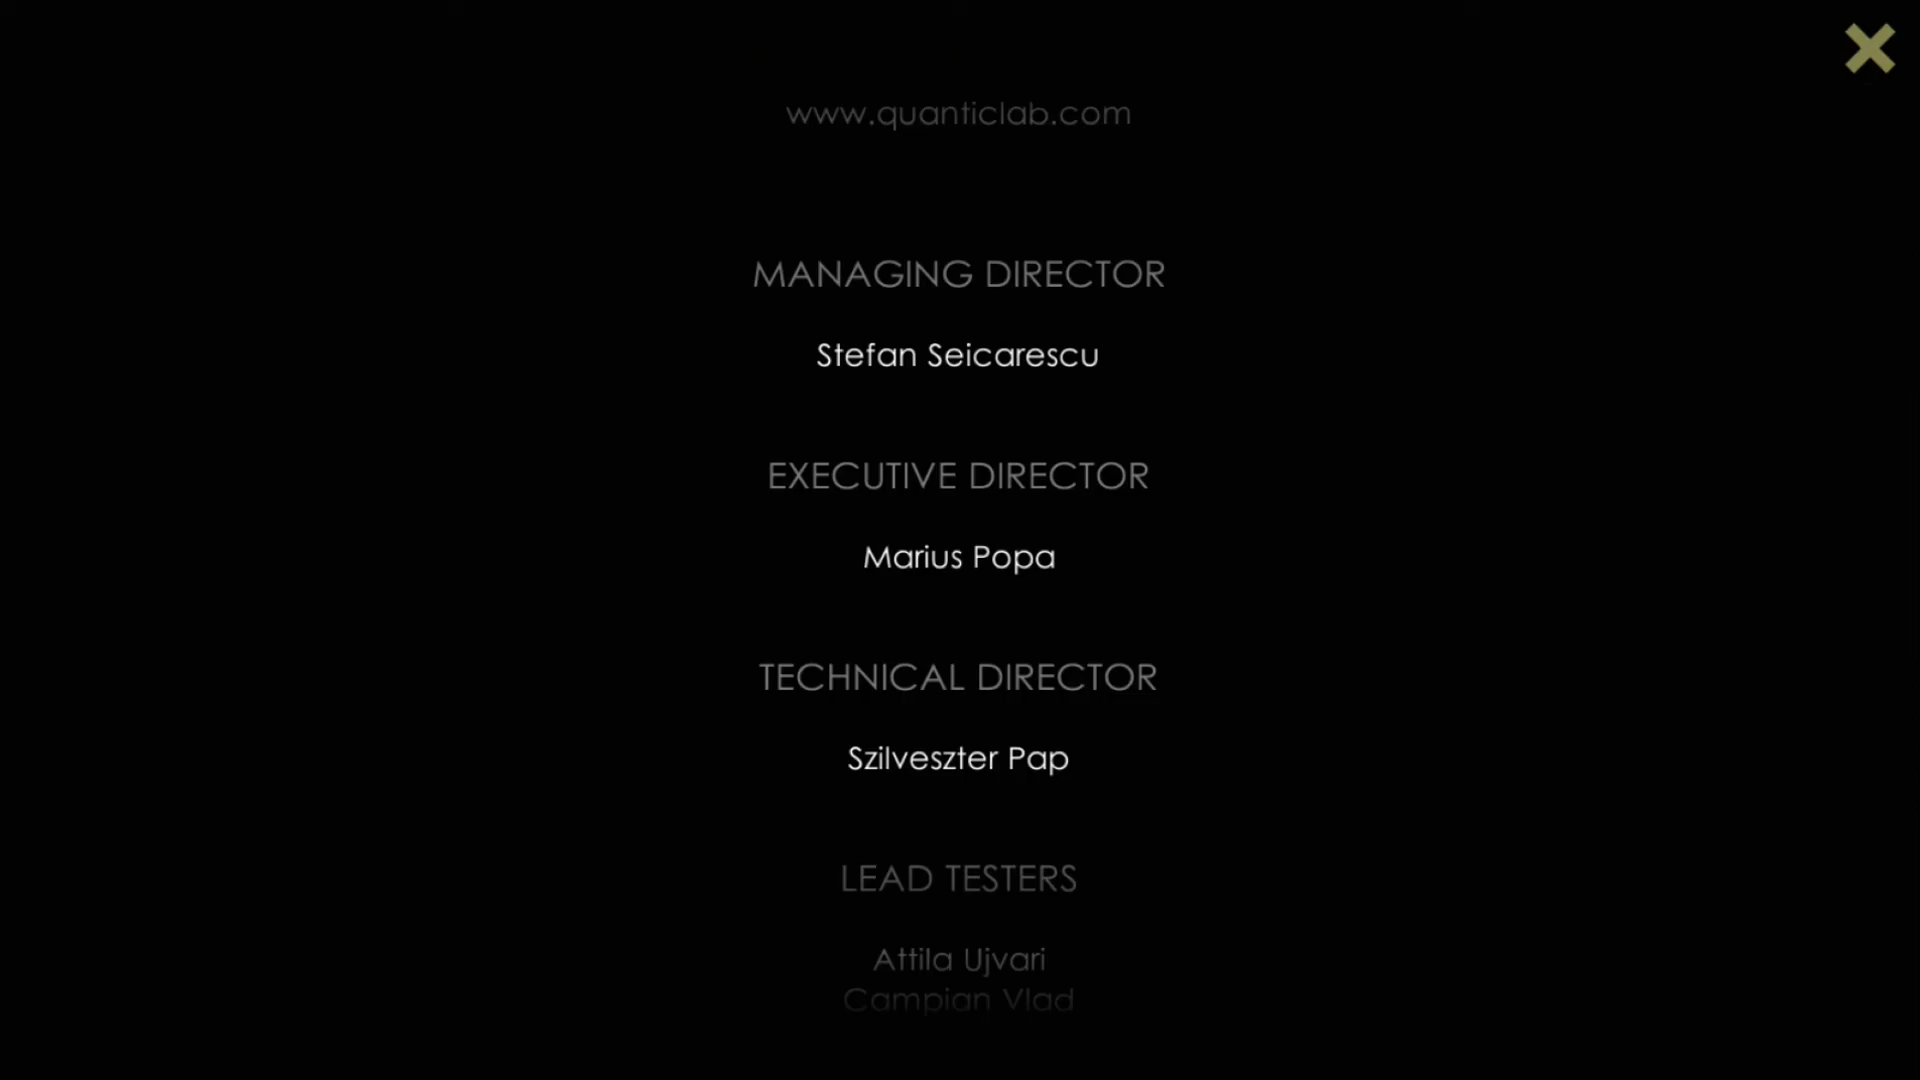 www.quanticlab.com
MANAGING DIRECTOR
Stefan Seicarescu
EXECUTIVE DIRECTOR
Marius Popa
TECHNICAL DIRECTOR
Szilveszter Pap
LEAD TESTERS
Attila Ujvari
Campian Vlad